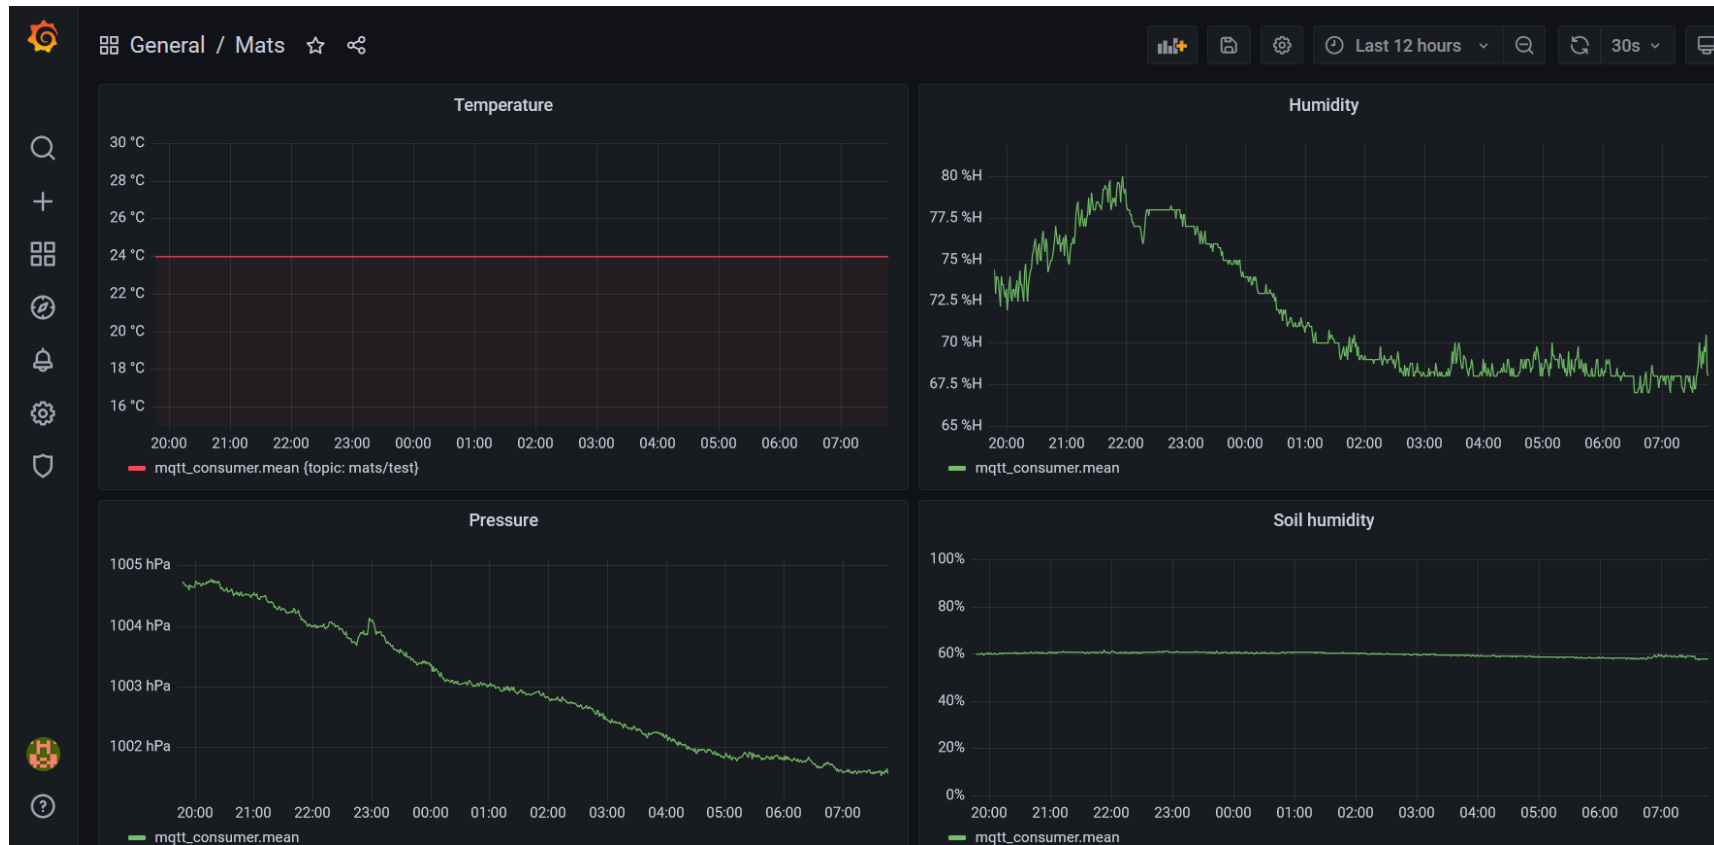 General / Mats
Last 12 hours
30s
Temperature
30 °C
28 °C
26 °C
24 °C
22 °C
20 °C
18 °C
16 °C
20:00 21:00 22:00 23:00 00:00 01:00 02:00 03:00 04:00 05:00 06:00 07:00
mqtt_consumer.mean {topic: mats/test}
Humidity
80 %H
77.5 %H
75 %H
72.5 %H
70 %H
67.5 %H
65 %H
20:00 21:00 22:00 23:00 00:00 01:00 02:00 03:00 04:00 05:00 06:00 07:00
mqtt_consumer.mean
Pressure
1005 hPa
1004 hPa
1003 hPa
1002 hPa
20:00 21:00 22:00 23:00 00:00 01:00 02:00 03:00 04:00 05:00 06:00 07:00
mqtt_consumer.mean
Soil humidity
100%
80%
60%
40%
20%
0%
20:00 21:00 22:00 23:00 00:00 01:00 02:00 03:00 04:00 05:00 06:00 07:00
mqtt_consumer.mean